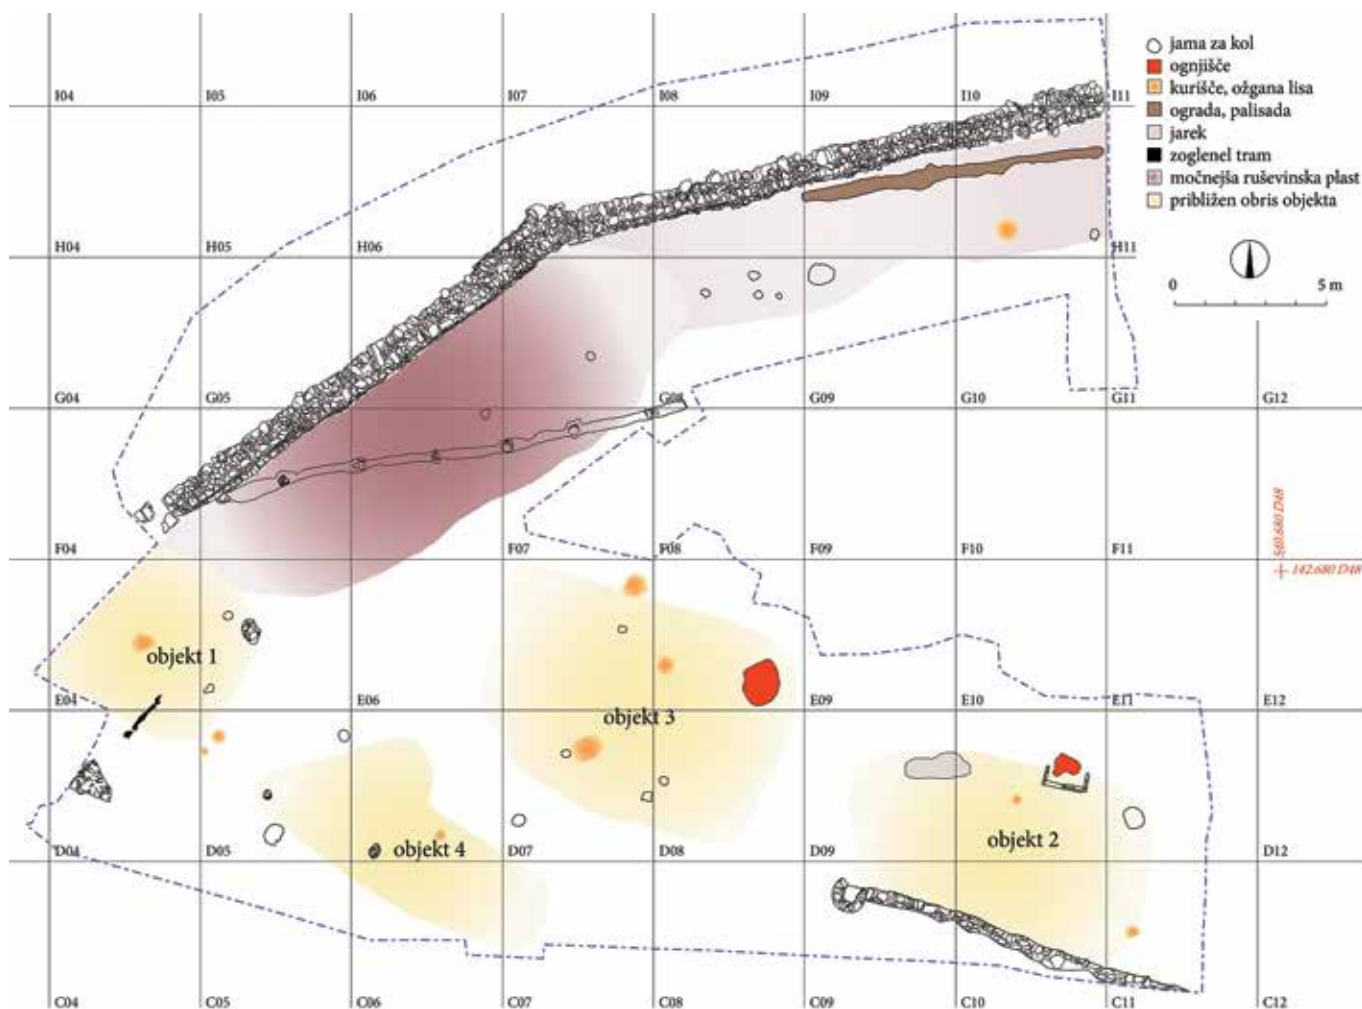 jama za kol
ognjišče
kurišče, ožgana lisa
ograda, palisada
jarek
zoglenel tram
močnejša ruševinska plast
približen obris objekta
0 5 m
I04 I05 I06 I07 I08 I09 I10 I11
H04 H05 H06 H11
G04 G05 G08 G09 G10 G11 G12
540.680 D48
142.680 D48
F04 F07 F08 F09 F10 F11
objekt 1
E04 E06 E09 E10 E11 E12
objekt 3
objekt 2
objekt 4
D04 D05 D07 D08 D09 D12
C04 C05 C06 C07 C08 C09 C10 C11 C12